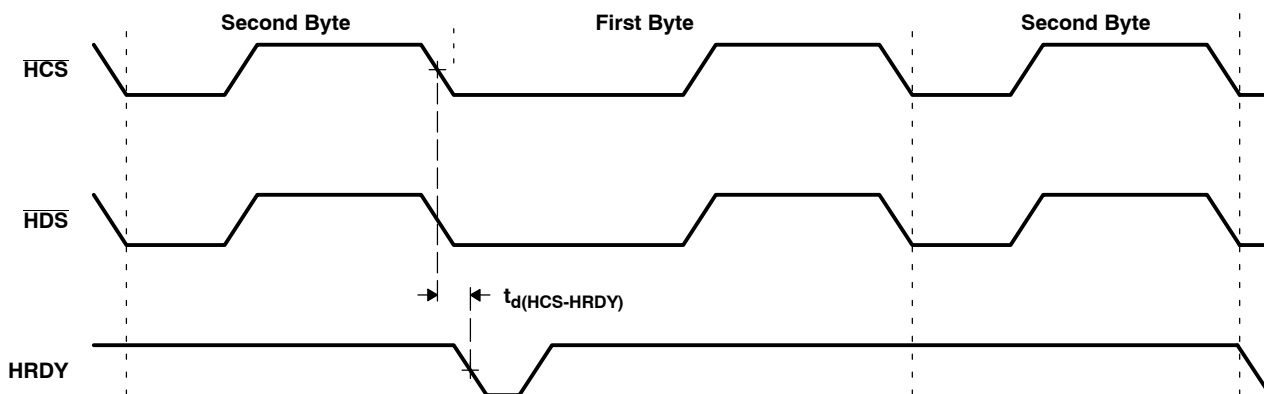 Second Byte First Byte Second Byte
HCS
HDS
td(HCS-HRDY)
HRDY